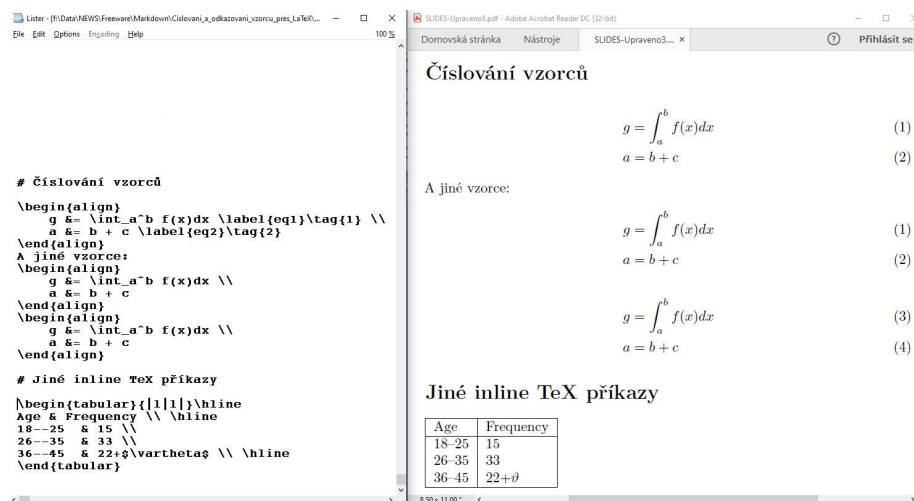 Lister - [f:\Data\NEWS\Freeware\Markdown\Cislovani_a_odkazovani_vzorcu_pres_LaTeX\...
File Edit Options Encoding Help
100 %
# Číslování vzorců
\begin{align}
g &= \int_a^b f(x)dx \label{eq1}\tag{1} \\
a &= b + c \label{eq2}\tag{2}
\end{align}
A jiné vzorce:
\begin{align}
g &= \int_a^b f(x)dx \\
a &= b + c
\end{align}
\begin{align}
g &= \int_a^b f(x)dx \\
a &= b + c
\end{align}
# Jiné inline TeX příkazy
\begin{tabular}{|l|l|}\hline
Age & Frequency \\ \hline
18--25 & 15 \\
26--35 & 33 \\
36--45 & 22+$\vartheta$ \\ \hline
\end{tabular}
SLIDES-Upraveno3.pdf - Adobe Acrobat Reader DC (32-bit)
Domovská stránka Nástroje SLIDES-Upraveno3.... × Přihlásit se
Číslování vzorců
g = ∫_a^b f(x)dx (1)
a = b + c (2)
A jiné vzorce:
g = ∫_a^b f(x)dx (1)
a = b + c (2)
g = ∫_a^b f(x)dx (3)
a = b + c (4)
Jiné inline TeX příkazy
Age Frequency
18–25 15
26–35 33
36–45 22+ϑ
8,50 x 11,00 "